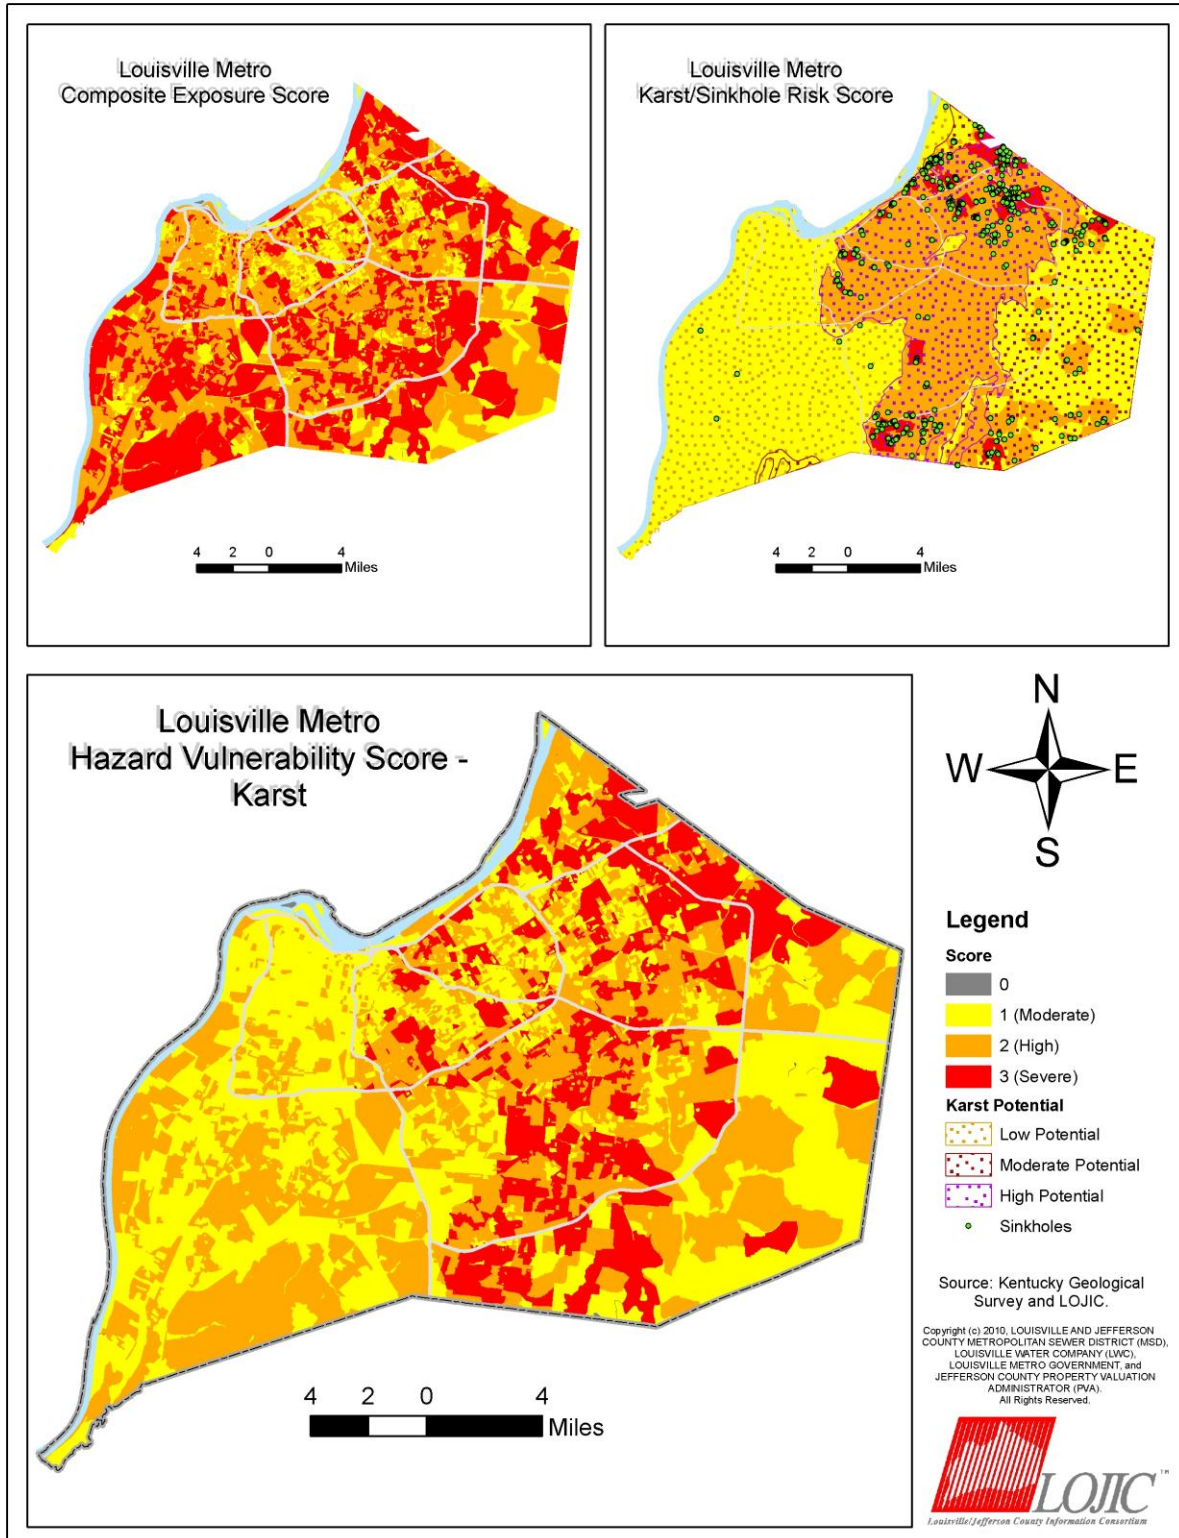 Louisville Metro
Composite Exposure Score
4 2 0 4
Miles
Louisville Metro
Karst/Sinkhole Risk Score
4 2 0 4
Miles
Louisville Metro
Hazard Vulnerability Score -
Karst
4 2 0 4
Miles
N
W E
S
Legend
Score
0
1 (Moderate)
2 (High)
3 (Severe)
Karst Potential
Low Potential
Moderate Potential
High Potential
Sinkholes
Source: Kentucky Geological
Survey and LOJIC.
Copyright (c) 2010, LOUISVILLE AND JEFFERSON
COUNTY METROPOLITAN SEWER DISTRICT (MSD),
LOUISVILLE WATER COMPANY (LWC),
LOUISVILLE METRO GOVERNMENT, and
JEFFERSON COUNTY PROPERTY VALUATION
ADMINISTRATOR (PVA).
All Rights Reserved.
LOJIC™
Louisville/Jefferson County Information Consortium